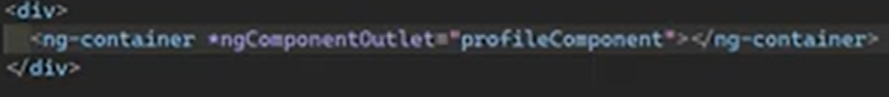 <div>
<ng-container *ngComponentOutlet="profileComponent"></ng-container>
</div>